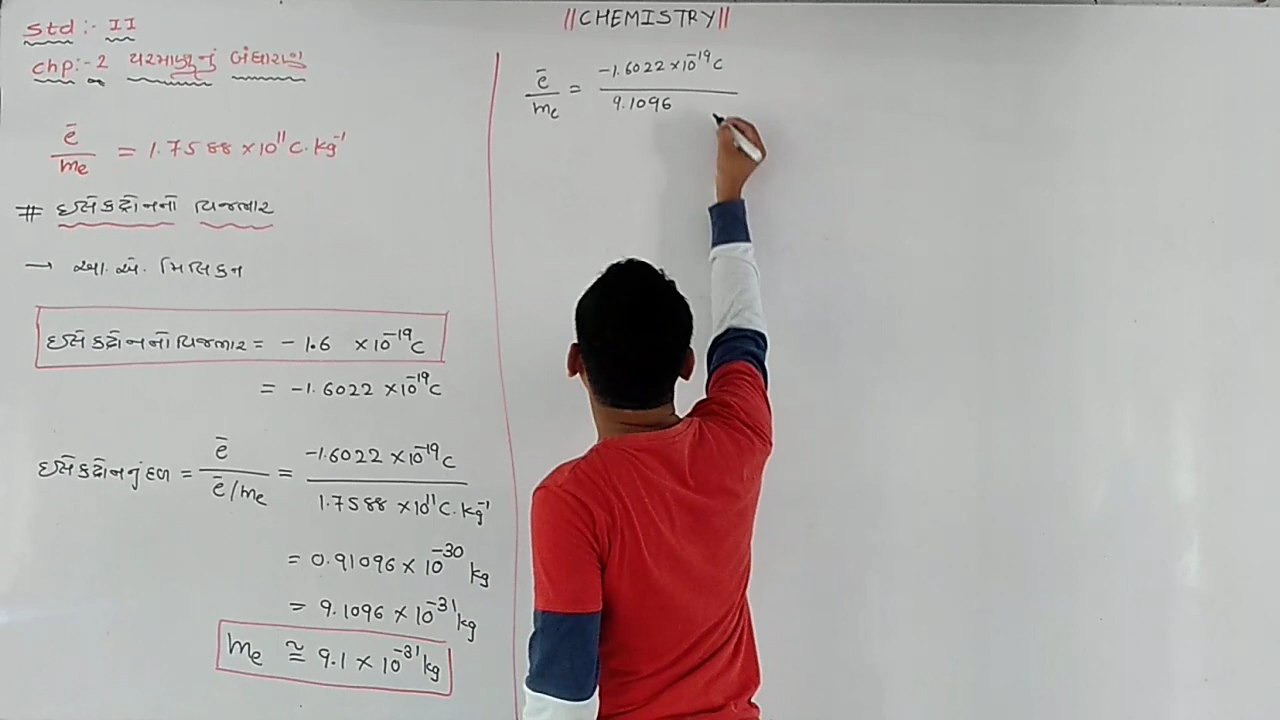 ||CHEMISTRY||
Std :- II
chp:-2 પરમાણુનું બંધારણ
e̅/me = 1.7588 × 10¹¹ C.kg⁻¹
# ઇલેક્ટ્રોનનો વિજભાર
→ આ.એ. મિલિકન
ઇલેક્ટ્રોનનો વિજભાર = - 1.6 × 10⁻¹⁹ C
= -1.6022 × 10⁻¹⁹ C
ઇલેક્ટ્રોનનું દળ = e̅ / (e̅/me) = -1.6022 × 10⁻¹⁹ C / 1.7588 × 10¹¹ C.kg⁻¹
= 0.91096 × 10⁻³⁰ kg
= 9.1096 × 10⁻³¹ kg
me ≅ 9.1 × 10⁻³¹ kg
e̅/me = -1.6022 × 10⁻¹⁹ C / 9.1096